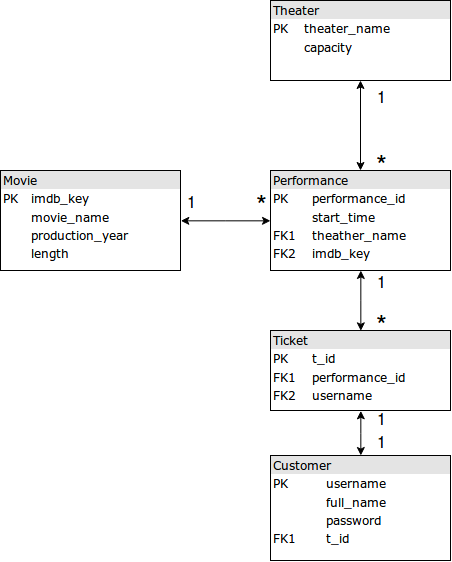 Theater
PK theater_name
capacity
1
*
Movie
PK imdb_key
movie_name
production_year
length
1
*
Performance
PK performance_id
start_time
FK1 theather_name
FK2 imdb_key
1
*
Ticket
PK t_id
FK1 performance_id
FK2 username
1
1
Customer
PK username
full_name
password
FK1 t_id